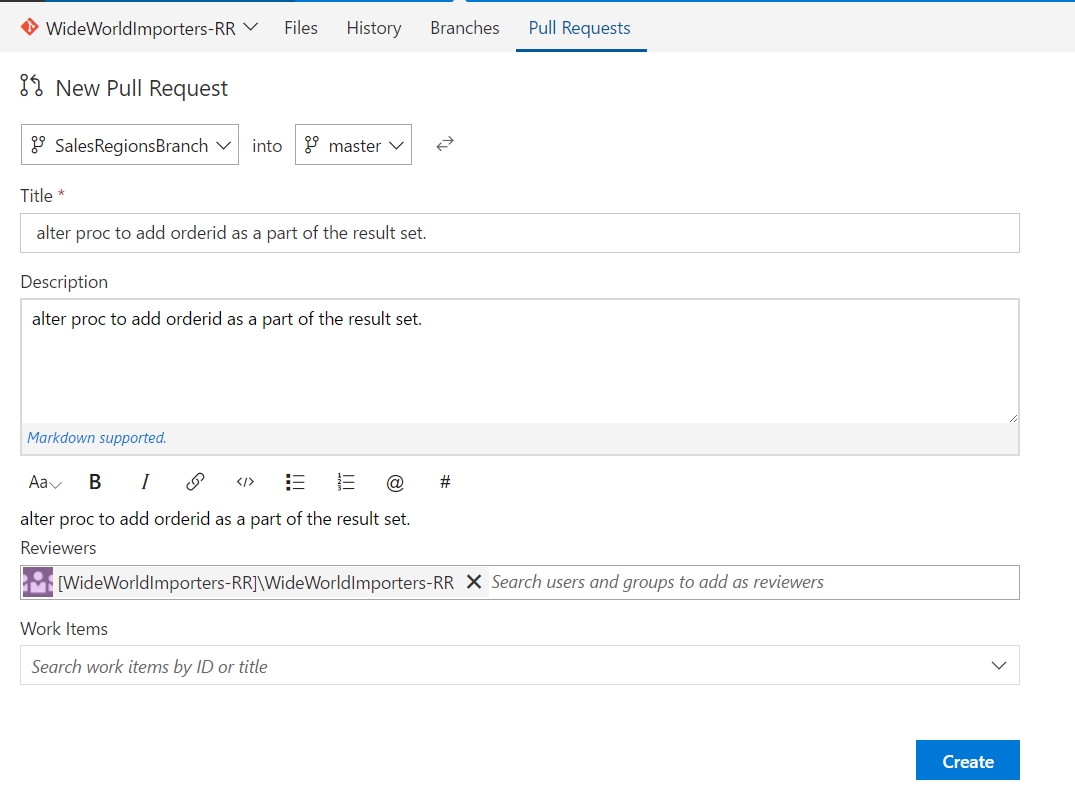 WideWorldImporters-RR Files History Branches Pull Requests
New Pull Request
SalesRegionsBranch into master
Title *
alter proc to add orderid as a part of the result set.
Description
alter proc to add orderid as a part of the result set.
Markdown supported.
Aa B I </> @ #
alter proc to add orderid as a part of the result set.
Reviewers
[WideWorldImporters-RR]\WideWorldImporters-RR Search users and groups to add as reviewers
Work Items
Search work items by ID or title
Create